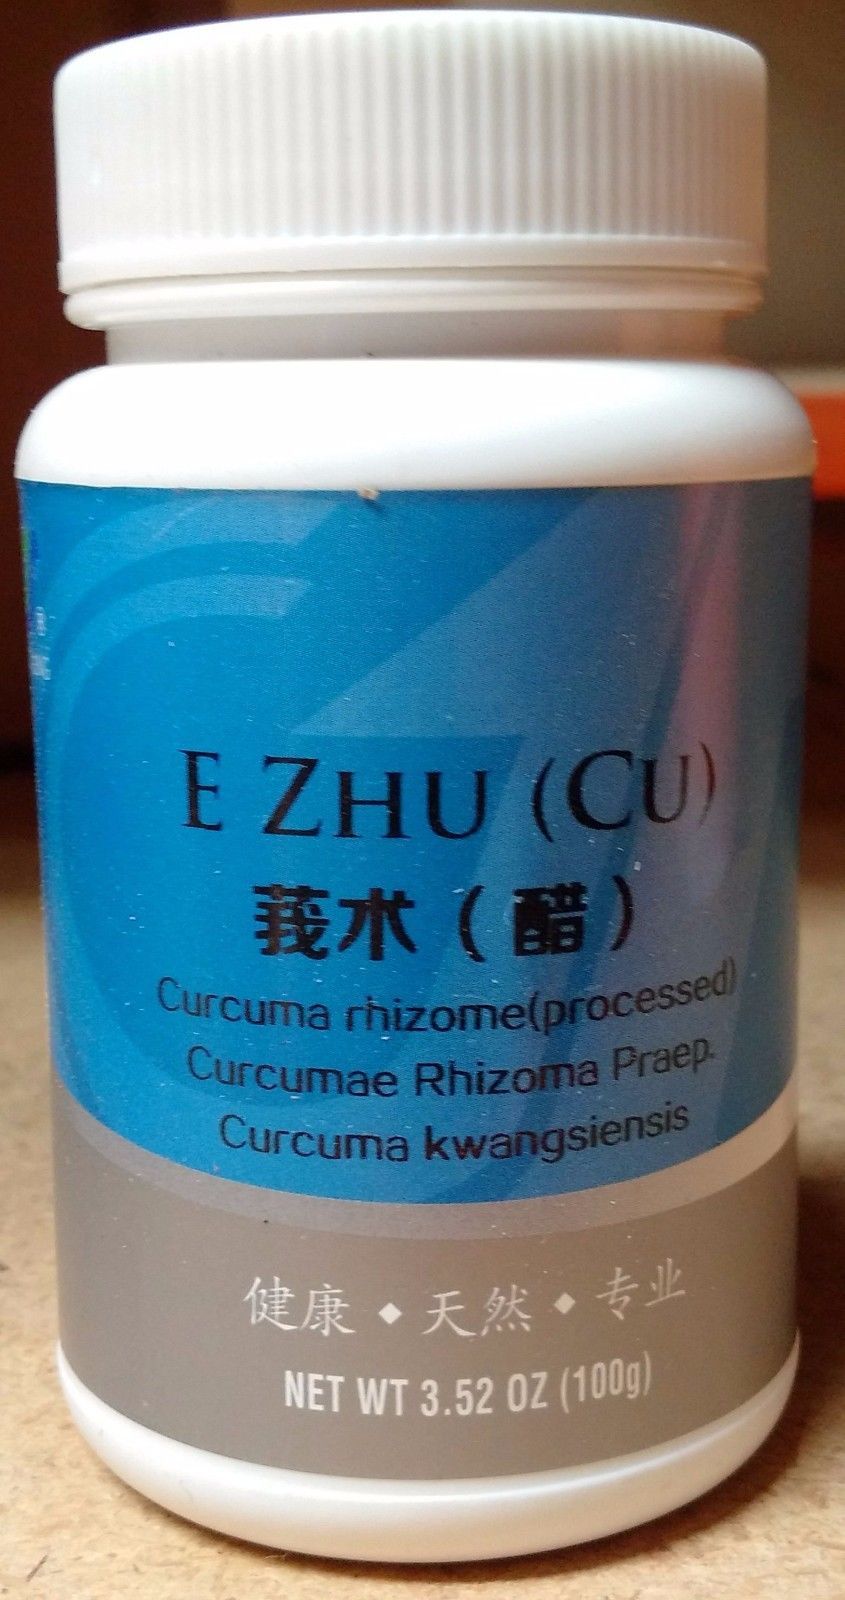 E ZHU (CU)
莪术（醋）
Curcuma rhizome(processed)
Curcumae Rhizoma Praep.
Curcuma kwangsiensis
健康◆天然◆专业
NET WT 3.52 OZ (100g)